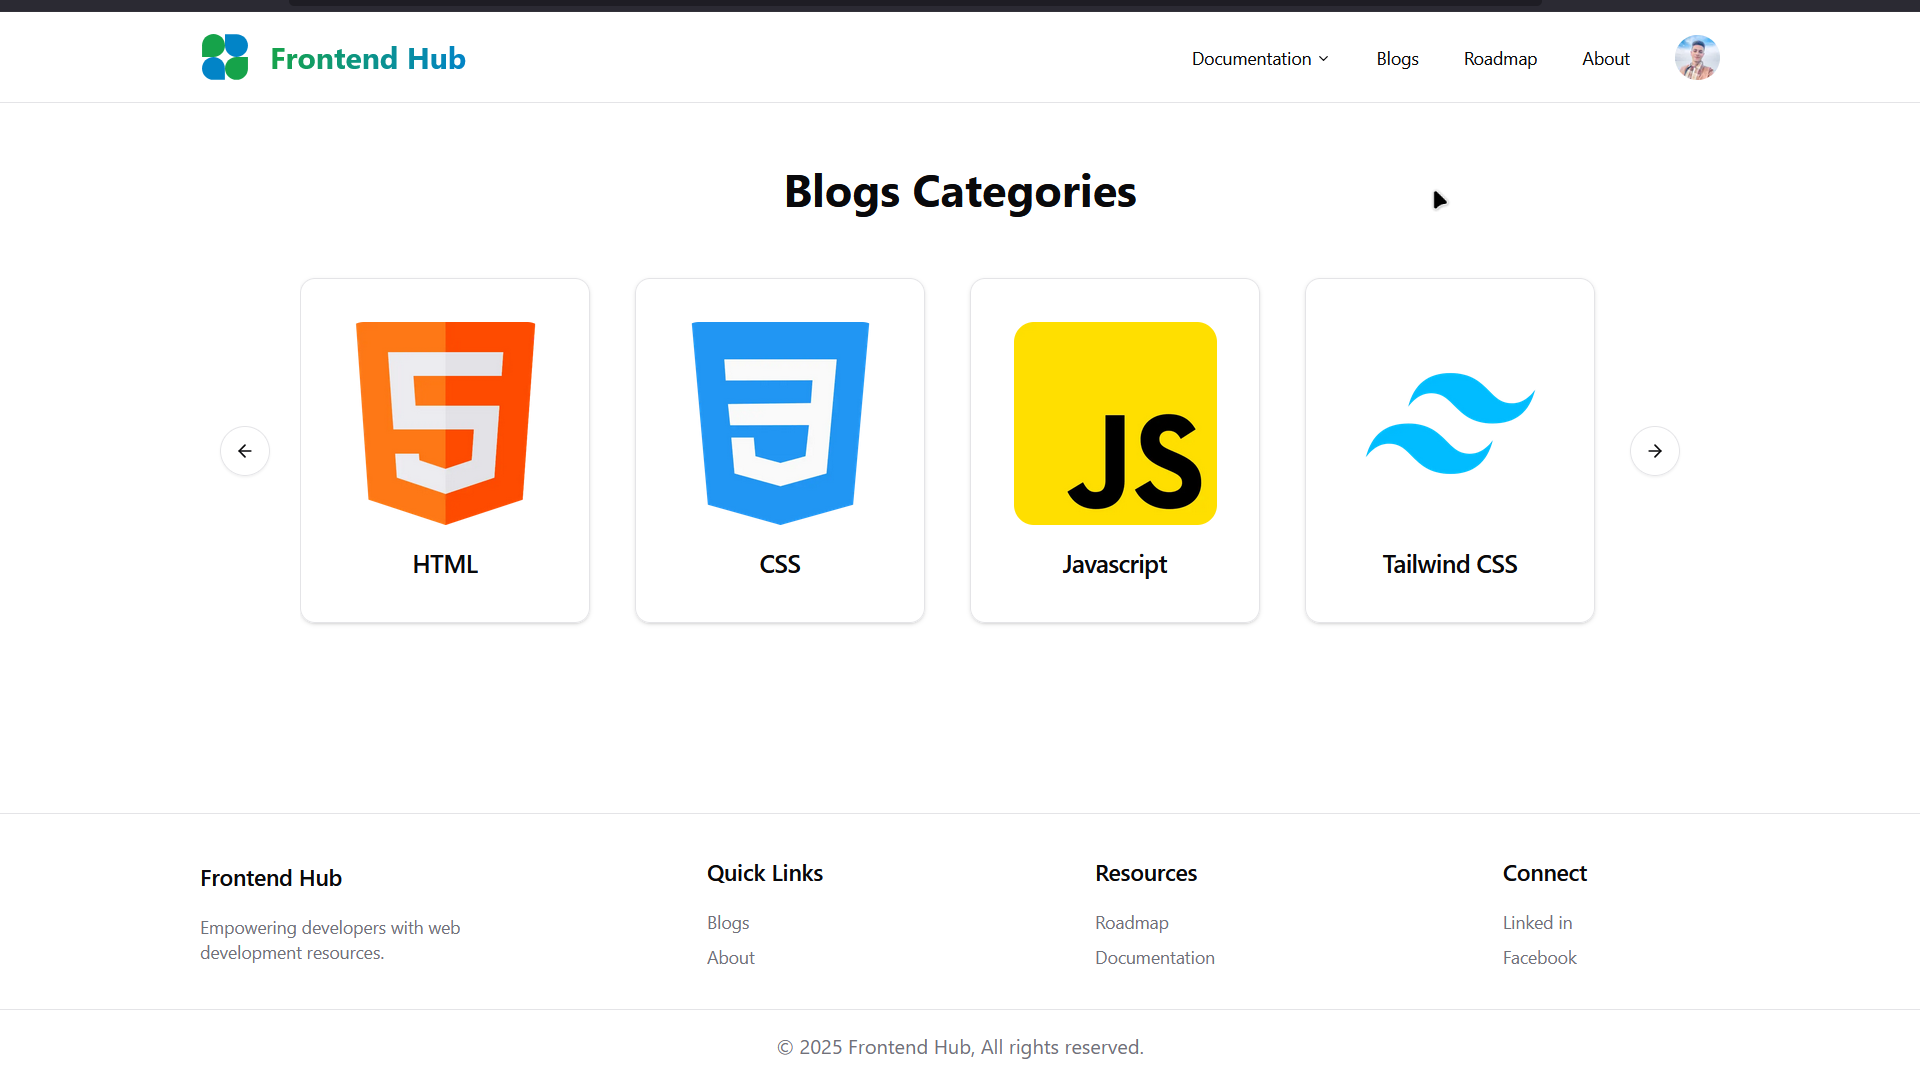 Frontend Hub
Documentation
Blogs
Roadmap
About
Blogs Categories
JS
HTML
CSS
Javascript
Tailwind CSS
Frontend Hub
Empowering developers with web
development resources.
Quick Links
Blogs
About
Resources
Roadmap
Documentation
Connect
Linked in
Facebook
© 2025 Frontend Hub, All rights reserved.